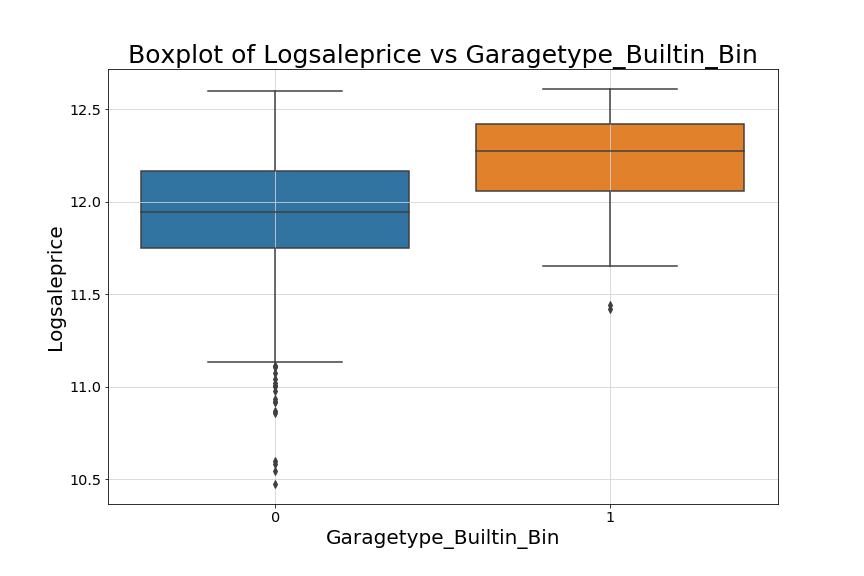 Boxplot of Logsaleprice vs Garagetype_Builtin_Bin
12.5
12.0
11.5
11.0
10.5
Logsaleprice
0 1
Garagetype_Builtin_Bin